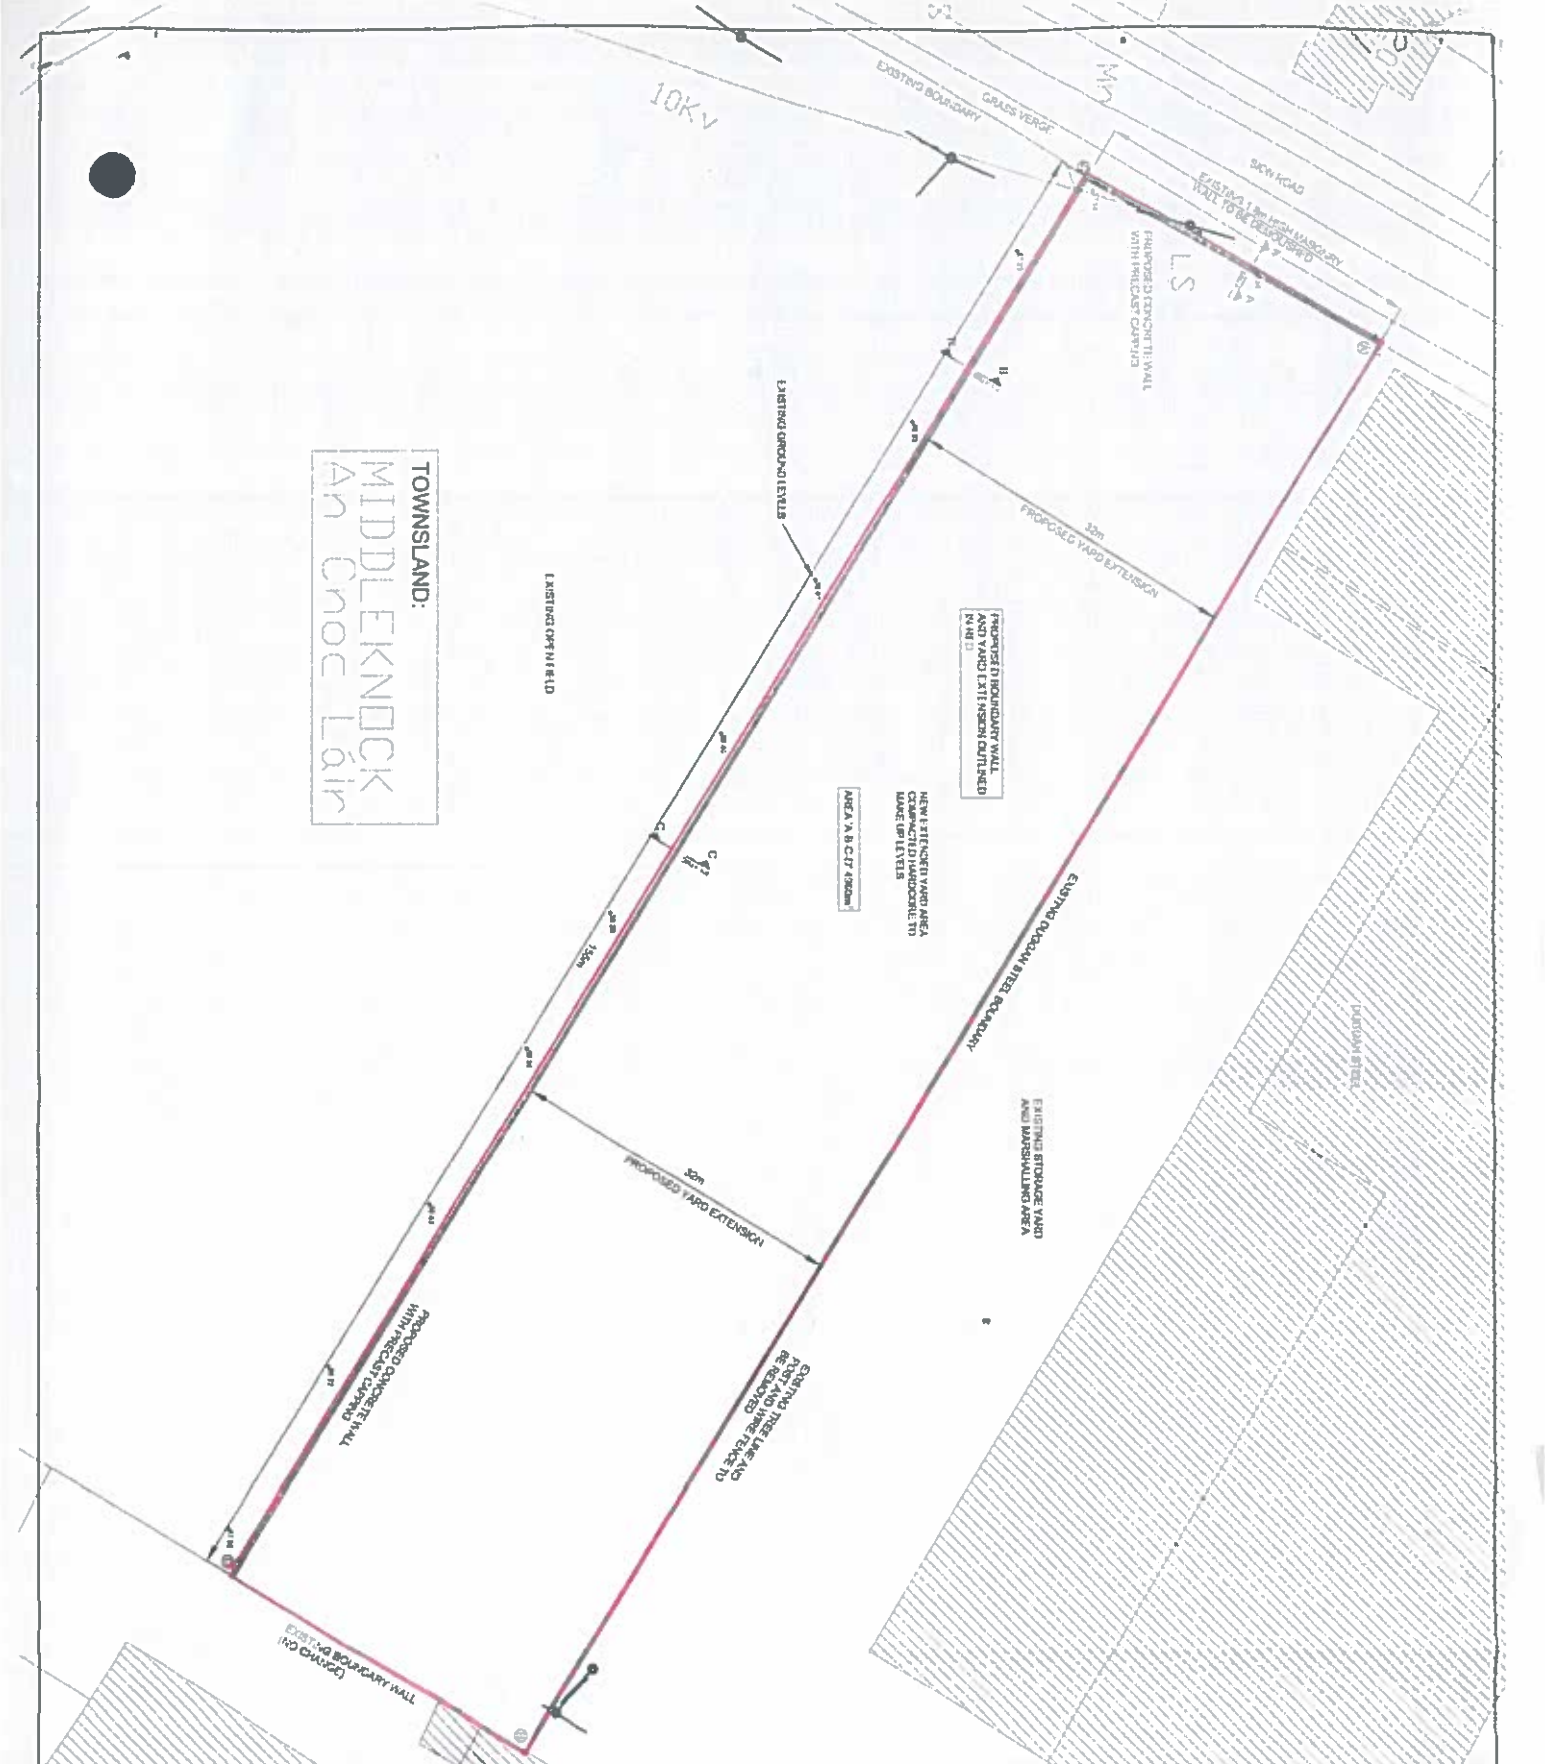 10Kv
EXISTING BOUNDARY
GRASS VERGE
SION ROAD
EXISTING 1.9m HIGH MASONRY
WALL TO BE DEMOLISHED
PROPOSED CONCRETE WALL
WITH PRECAST CAPPING
L.S
A
B
EXISTING GROUND LEVELS
32m
PROPOSED YARD EXTENSION
TOWNSLAND:
MIDDLEKNOCK
An Cnoc Láir
EXISTING OPEN FIELD
PROPOSED BOUNDARY WALL
AND YARD EXTENSION OUTLINED
IN RED
NEW EXTENDED YARD AREA
COMPACTED HARDCORE TO
MAKE UP LEVELS
C
C
EXISTING DUGGAN STEEL BOUNDARY
155m
DUGGAN STEEL
EXISTING STORAGE YARD
AND MARSHALLING AREA
32m
PROPOSED YARD EXTENSION
PROPOSED CONCRETE WALL
WITH PRECAST CAPPING
EXISTING TREE LINE AND
POST AND WIRE FENCE TO
BE REMOVED
EXISTING BOUNDARY WALL
(NO CHANGE)